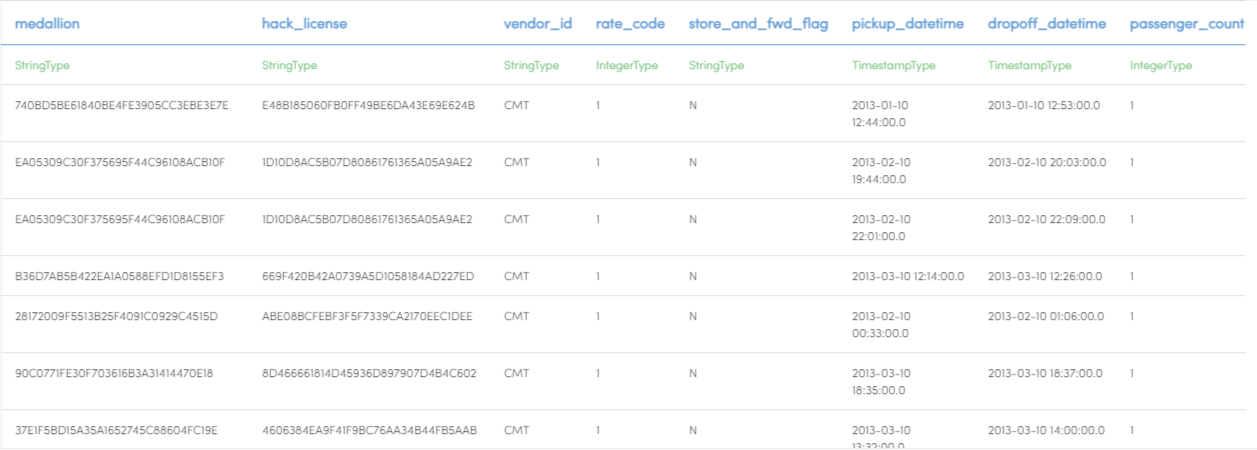 medallion hack_license vendor_id rate_code store_and_fwd_flag pickup_datetime dropoff_datetime passenger_count
StringType StringType StringType IntegerType StringType TimestampType TimestampType IntegerType
740BD5BE61840BE4FE3905CC3EBE3E7E E48B185060FB0FF49BE6DA43E69E624B CMT 1 N 2013-01-10 2013-01-10 12:53:00.0 1
12:44:00.0
EA05309C30F375695F44C96108ACB10F 1D10D8AC5B07D80861761365A05A9AE2 CMT 1 N 2013-02-10 2013-02-10 20:03:00.0 1
19:44:00.0
EA05309C30F375695F44C96108ACB10F 1D10D8AC5B07D80861761365A05A9AE2 CMT 1 N 2013-02-10 2013-02-10 22:09:00.0 1
22:01:00.0
B36D7AB5B422EA1A0588EFD1D8155EF3 669F420B42A0739A5D1058184AD227ED CMT 1 N 2013-03-10 12:14:00.0 2013-03-10 12:26:00.0 1
28172009F5513B25F4091C0929C4515D ABE08BCFEBF3F5F7339CA2170EEC1DEE CMT 1 N 2013-02-10 2013-02-10 01:06:00.0 1
00:33:00.0
90C0771FE30F703616B3A31414470E18 8D466661814D45936D897907D4B4C602 CMT 1 N 2013-03-10 2013-03-10 18:37:00.0 1
18:35:00.0
37E1F5BD15A35A1652745C88604FC19E 4606384EA9F41F9BC76AA34B44FB5AAB CMT 1 N 2013-03-10 2013-03-10 14:00:00.0 1
13:32:00.0